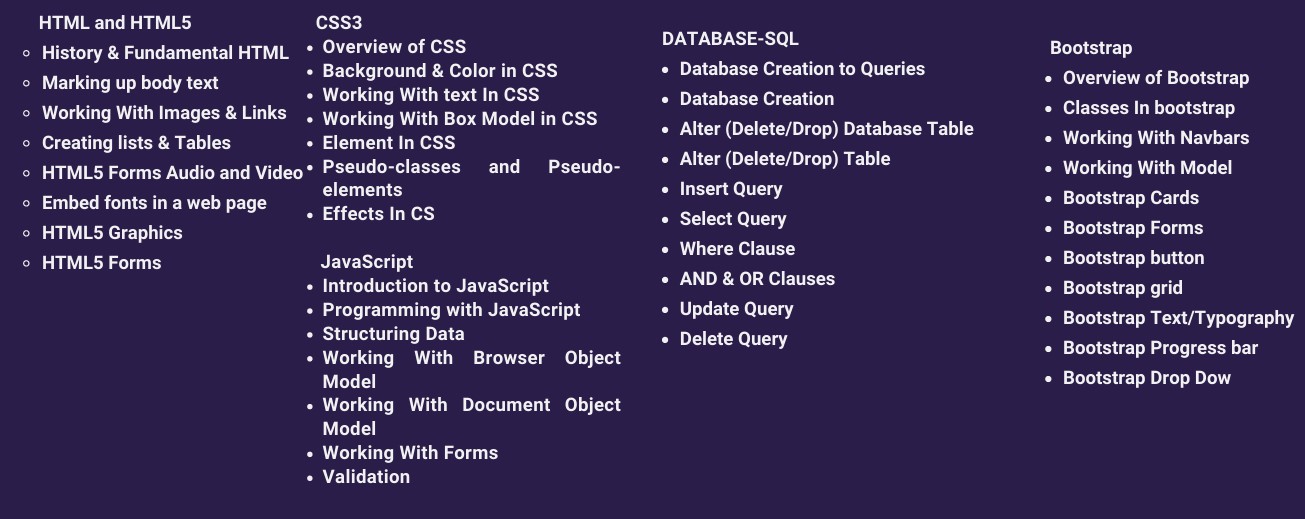 HTML and HTML5
History & Fundamental HTML
Marking up body text
Working With Images & Links
Creating lists & Tables
HTML5 Forms Audio and Video
Embed fonts in a web page
HTML5 Graphics
HTML5 Forms
CSS3
Overview of CSS
Background & Color in CSS
Working With text In CSS
Working With Box Model in CSS
Element In CSS
Pseudo-classes and Pseudo-
elements
Effects In CS
JavaScript
Introduction to JavaScript
Programming with JavaScript
Structuring Data
Working With Browser Object
Model
Working With Document Object
Model
Working With Forms
Validation
DATABASE-SQL
Database Creation to Queries
Database Creation
Alter (Delete/Drop) Database Table
Alter (Delete/Drop) Table
Insert Query
Select Query
Where Clause
AND & OR Clauses
Update Query
Delete Query
Bootstrap
Overview of Bootstrap
Classes In bootstrap
Working With Navbars
Working With Model
Bootstrap Cards
Bootstrap Forms
Bootstrap button
Bootstrap grid
Bootstrap Text/Typography
Bootstrap Progress bar
Bootstrap Drop Dow